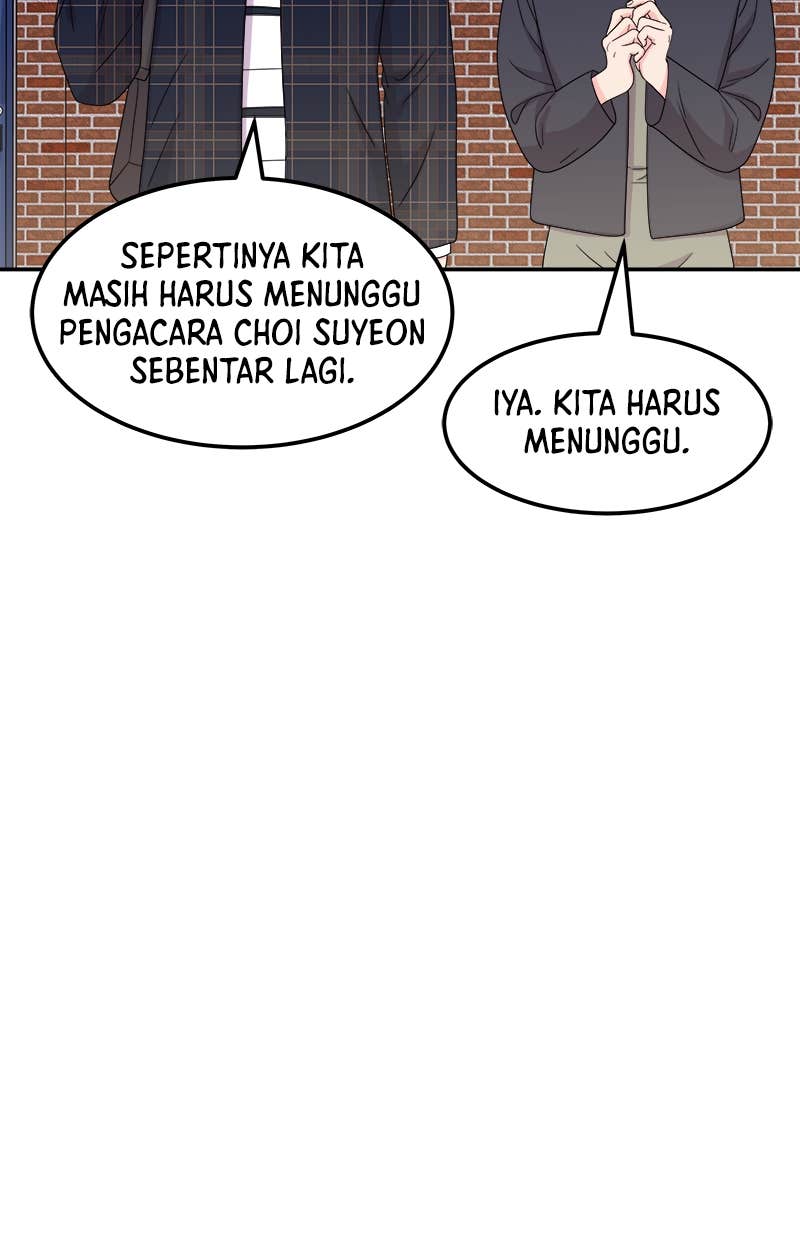 SEPERTINYA KITA
MASIH HARUS MENUNGGU
PENGACARA CHOI SUYEON
SEBENTAR LAGI.
IYA. KITA HARUS
MENUNGGU.